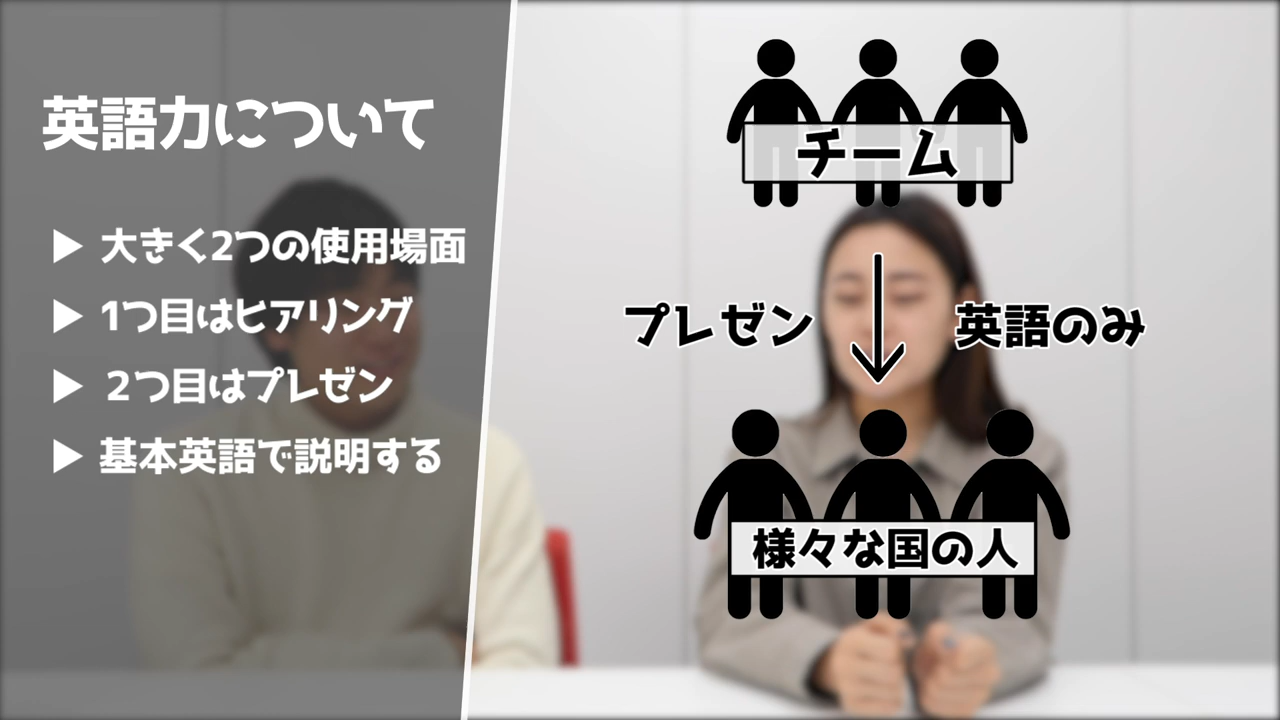 英語力について
▶ 大きく2つの使用場面
▶ 1つ目はヒアリング
▶ 2つ目はプレゼン
▶ 基本英語で説明する
チーム
プレゼン
英語のみ
様々な国の人